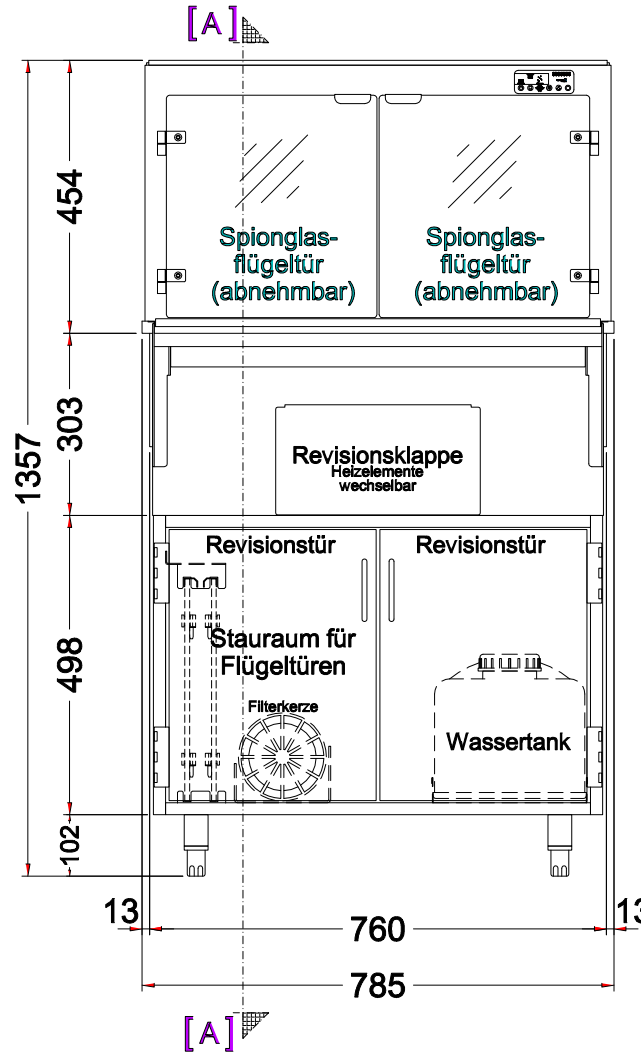 [A]
454
Spionglas-
flügeltür
(abnehmbar)
Spionglas-
flügeltür
(abnehmbar)
303
1357
Revisionsklappe
Heizelemente
wechselbar
Revisionstür
Revisionstür
498
Stauraum für
Flügeltüren
Filterkerze
Wassertank
102
13
760
13
785
[A]